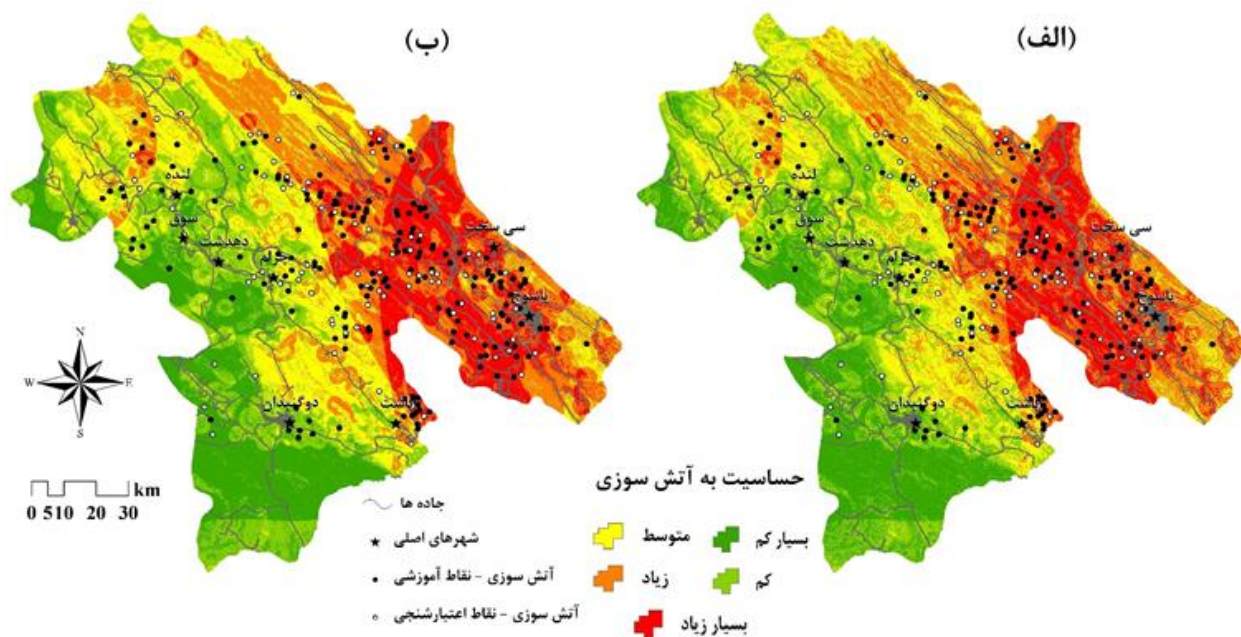 (الف)
(ب)
سی سخت
یاسوج
لنده
سوق
دهدشت
چرام
دوگنبدان
باشت
سی سخت
یاسوج
لنده
سوق
دهدشت
چرام
دوگنبدان
باشت
N
W E
S
0 5 10 20 30 km
جاده ها
شهرهای اصلی
آتش سوزی - نقاط آموزشی
آتش سوزی - نقاط اعتبارشنجی
حساسیت به آتش سوزی
بسیار کم
متوسط
کم
زیاد
بسیار زیاد